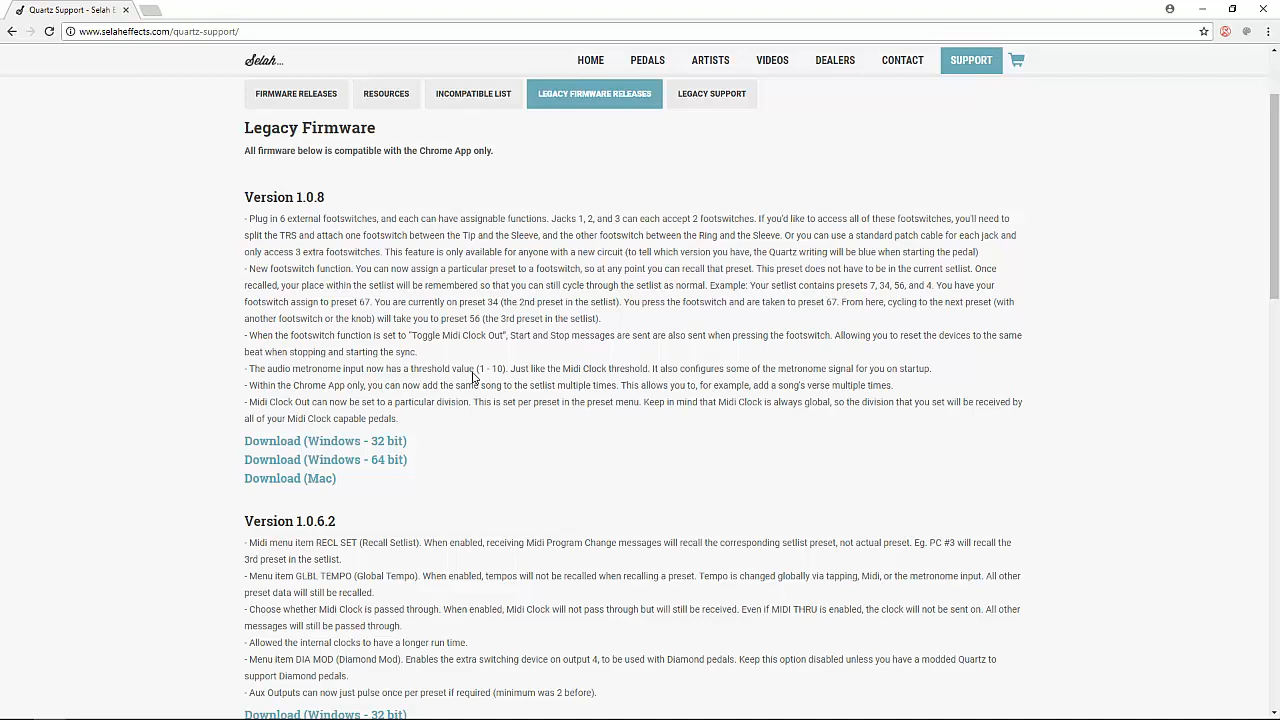 Quartz Support - Selah E
www.selaheffects.com/quartz-support/
Selah...
HOME PEDALS ARTISTS VIDEOS DEALERS CONTACT SUPPORT
FIRMWARE RELEASES RESOURCES INCOMPATIBLE LIST LEGACY FIRMWARE RELEASES LEGACY SUPPORT
Legacy Firmware
All firmware below is compatible with the Chrome App only.
Version 1.0.8
- Plug in 6 external footswitches, and each can have assignable functions. Jacks 1, 2, and 3 can each accept 2 footswitches. If you'd like to access all of these footswitches, you'll need to
split the TRS and attach one footswitch between the Tip and the Sleeve, and the other footswitch between the Ring and the Sleeve. Or you can use a standard patch cable for each jack and
only access 3 extra footswitches. This feature is only available for anyone with a new circuit (to tell which version you have, the Quartz writing will be blue when starting the pedal)
- New footswitch function. You can now assign a particular preset to a footswitch, so at any point you can recall that preset. This preset does not have to be in the current setlist. Once
recalled, your place within the setlist will be remembered so that you can still cycle through the setlist as normal. Example: Your setlist contains presets 7, 34, 56, and 4. You have your
footswitch assign to preset 67. You are currently on preset 34 (the 2nd preset in the setlist). You press the footswitch and are taken to preset 67. From here, cycling to the next preset (with
another footswitch or the knob) will take you to preset 56 (the 3rd preset in the setlist).
- When the footswitch function is set to "Toggle Midi Clock Out", Start and Stop messages are sent are also sent when pressing the footswitch. Allowing you to reset the devices to the same
beat when stopping and starting the sync.
- The audio metronome input now has a threshold value (1 - 10). Just like the Midi Clock threshold. It also configures some of the metronome signal for you on startup.
- Within the Chrome App only, you can now add the same song to the setlist multiple times. This allows you to, for example, add a song's verse multiple times.
- Midi Clock Out can now be set to a particular division. This is set per preset in the preset menu. Keep in mind that Midi Clock is always global, so the division that you set will be received by
all of your Midi Clock capable pedals.
Download (Windows - 32 bit)
Download (Windows - 64 bit)
Download (Mac)
Version 1.0.6.2
- Midi menu item RECL SET (Recall Setlist). When enabled, receiving Midi Program Change messages will recall the corresponding setlist preset, not actual preset. Eg. PC #3 will recall the
3rd preset in the setlist.
- Menu item GLBL TEMPO (Global Tempo). When enabled, tempos will not be recalled when recalling a preset. Tempo is changed globally via tapping, Midi, or the metronome input. All other
preset data will still be recalled.
- Choose whether Midi Clock is passed through. When enabled, Midi Clock will not pass through but will still be received. Even if MIDI THRU is enabled, the clock will not be sent on. All other
messages will still be passed through.
- Allowed the internal clocks to have a longer run time.
- Menu item DIA MOD (Diamond Mod). Enables the extra switching device on output 4, to be used with Diamond pedals. Keep this option disabled unless you have a modded Quartz to
support Diamond pedals.
- Aux Outputs can now just pulse once per preset if required (minimum was 2 before).
Download (Windows - 32 bit)